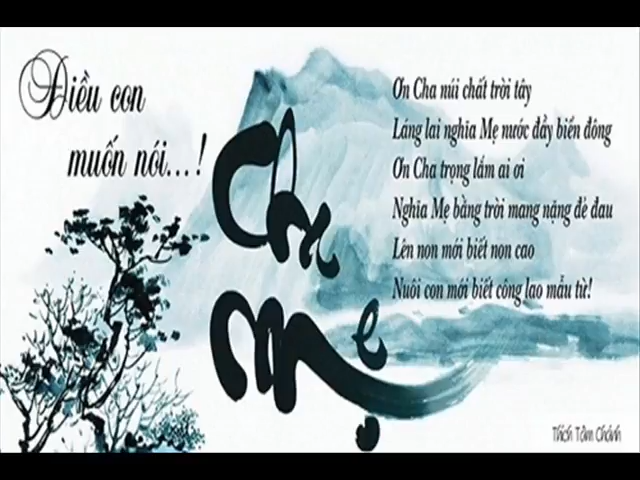 Điều con
muốn nói...!
Cha
Mẹ
Ơn Cha núi chất trời tây
Láng lai nghĩa Mẹ nước đầy biển đông
Ơn Cha trọng lắm ai ơi
Nghĩa Mẹ bằng trời mang nặng đẻ đau
Lên non mới biết non cao
Nuôi con mới biết công lao mẫu từ!
Thích Tâm Chánh